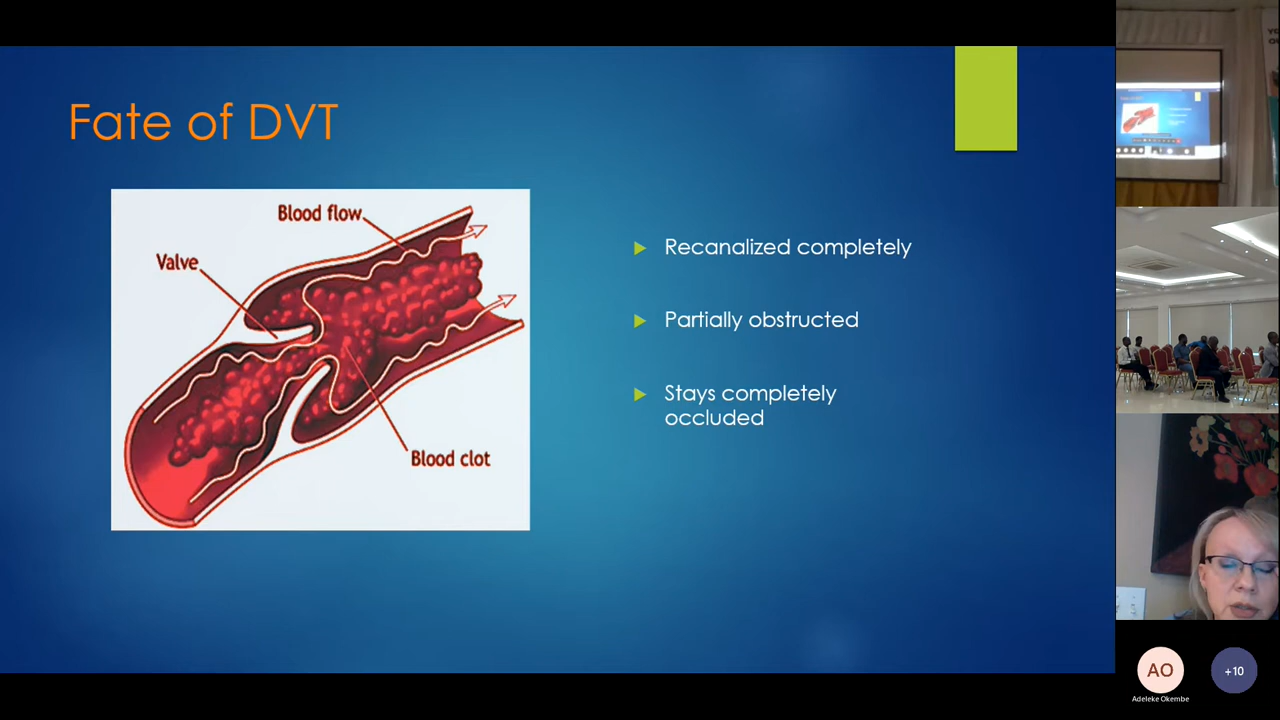 Fate of DVT
Blood flow
Valve
Blood clot
Recanalized completely
Partially obstructed
Stays completely
occluded
AO
+10
Adeleke Okembe